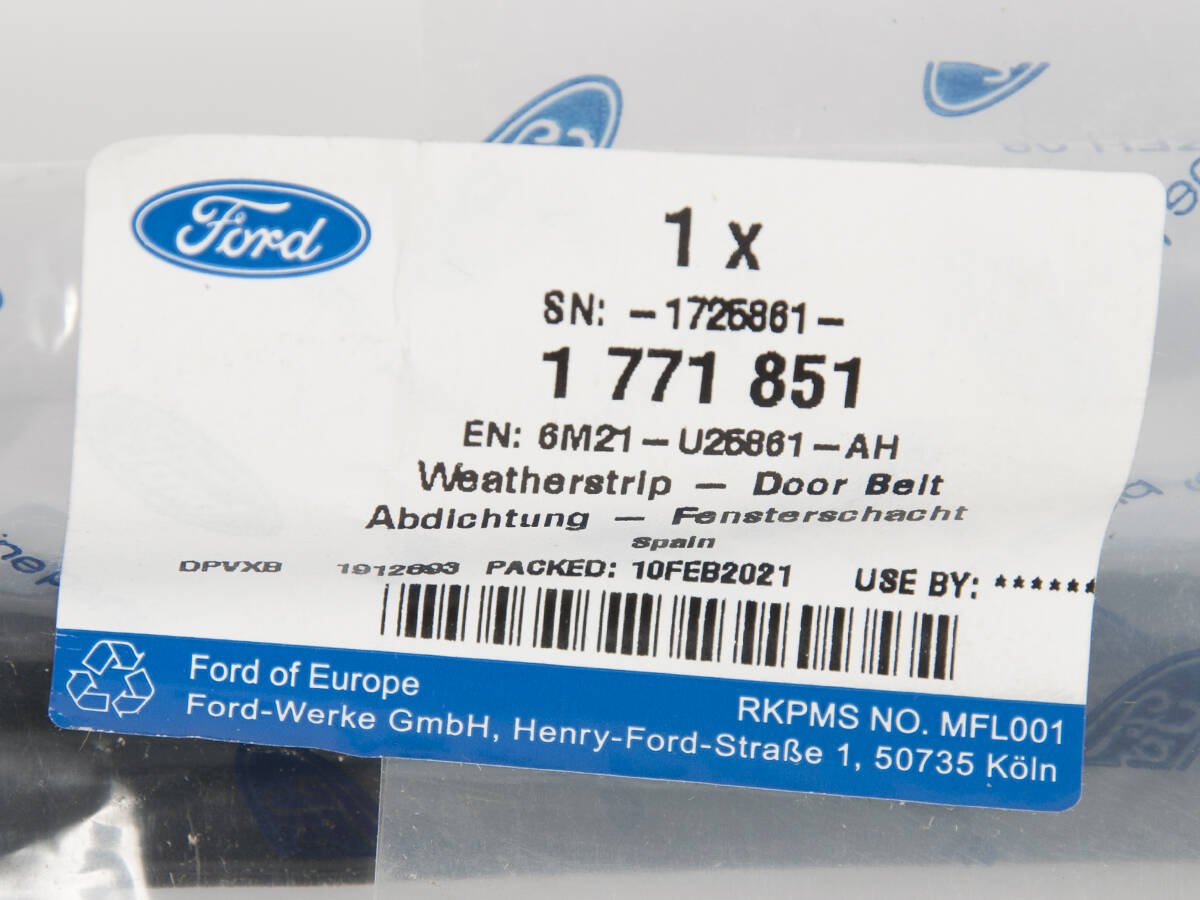 Ford
1 x
SN: -1725861-
1 771 851
EN: 6M21-U25861-AH
Weatherstrip - Door Belt
Abdichtung - Fensterschacht
Spain
DPVXB 1912893 PACKED: 10FEB2021 USE BY: ******
Ford of Europe
RKPMS NO. MFL001
Ford-Werke GmbH, Henry-Ford-Straße 1, 50735 Köln